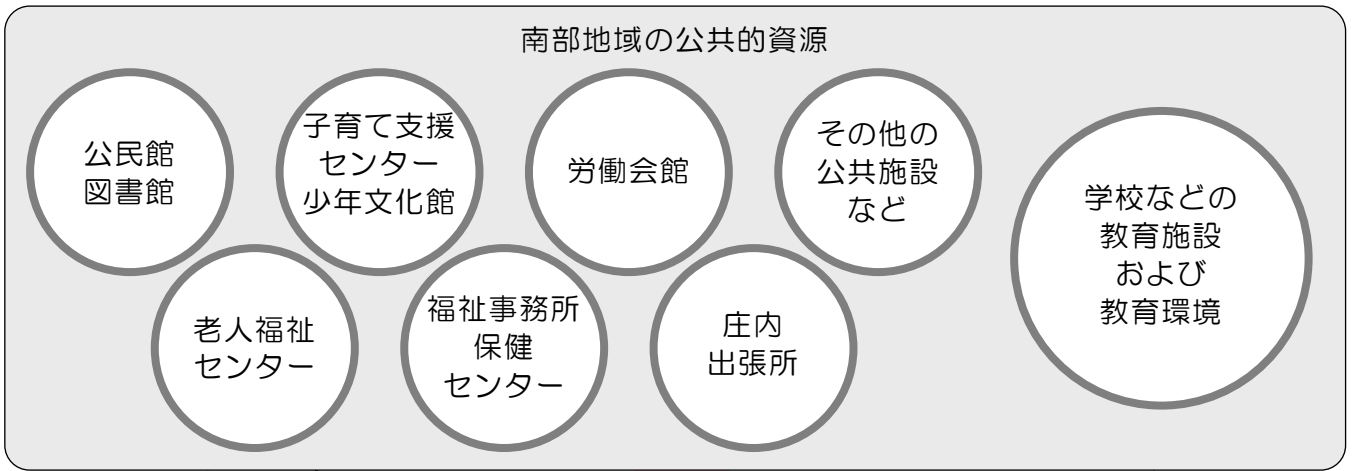 南部地域の公共的資源
公民館
図書館
子育て支援
センター
少年文化館
労働会館
その他の
公共施設
など
学校などの
教育施設
および
教育環境
老人福祉
センター
福祉事務所
保健
センター
庄内
出張所